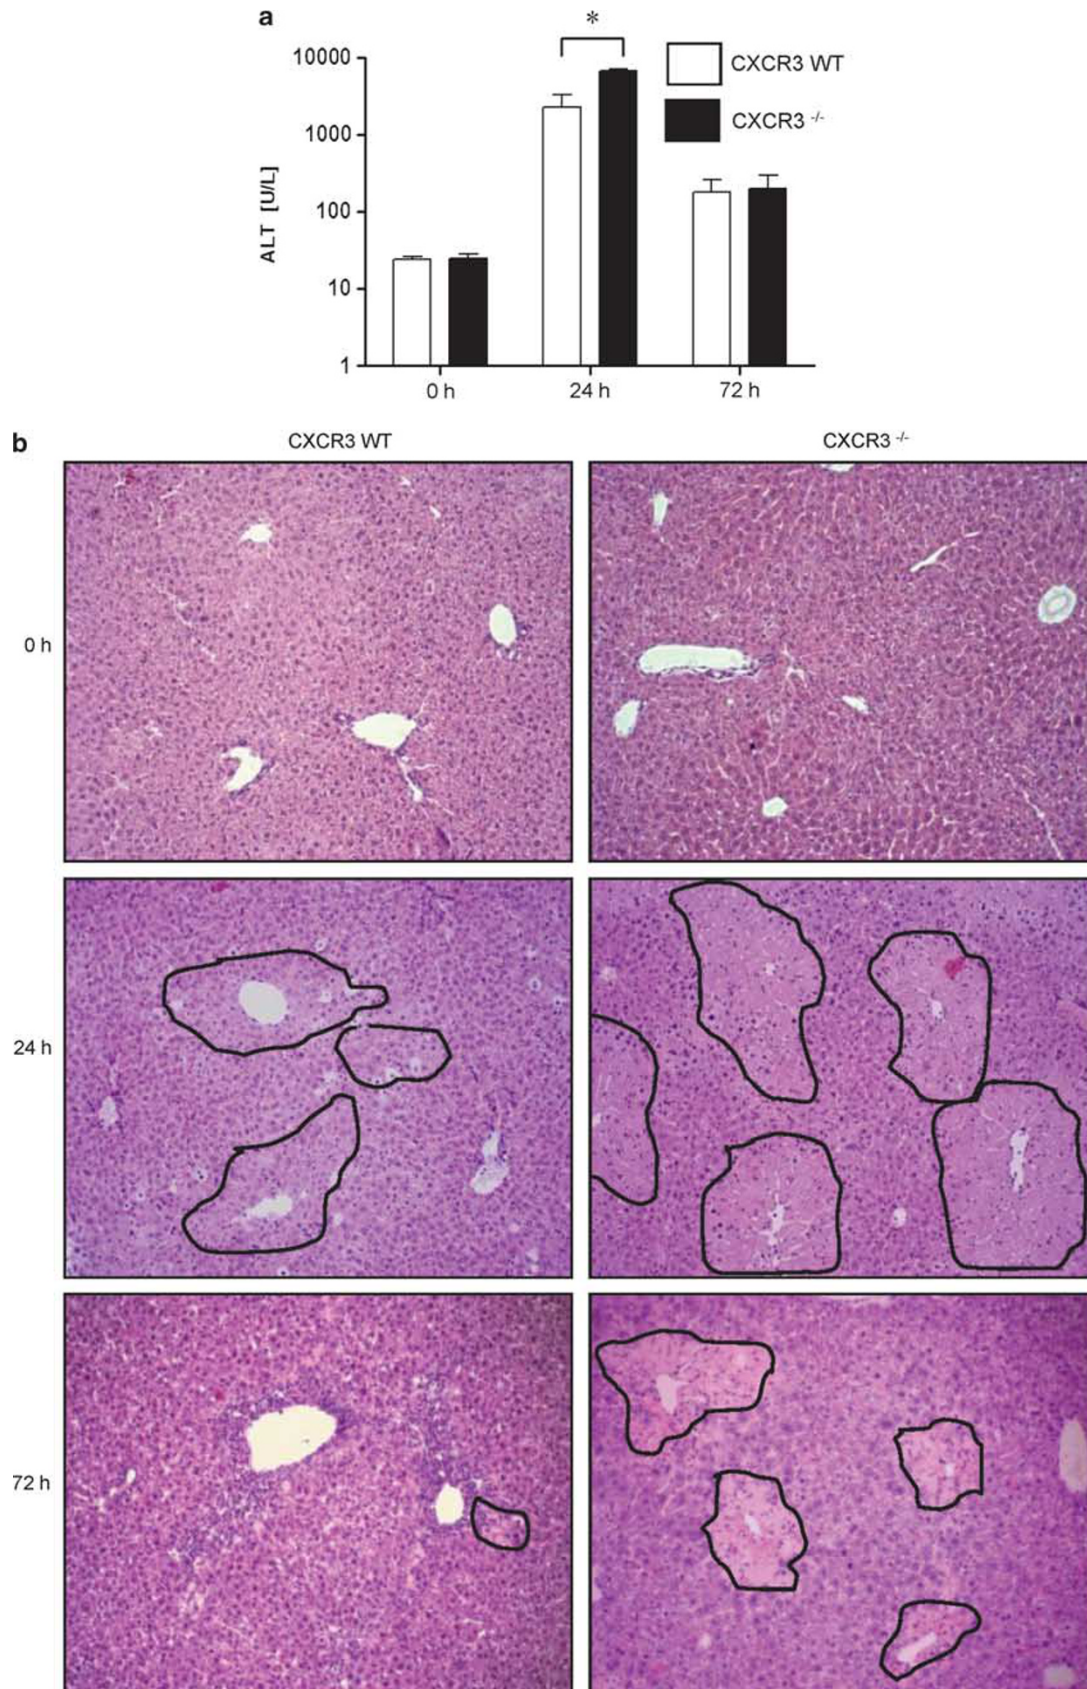 a
*
10000
1000
100
10
1
ALT [U/L]
CXCR3 WT
CXCR3 -/-
0 h
24 h
72 h
b
CXCR3 WT
CXCR3 -/-
0 h
24 h
72 h